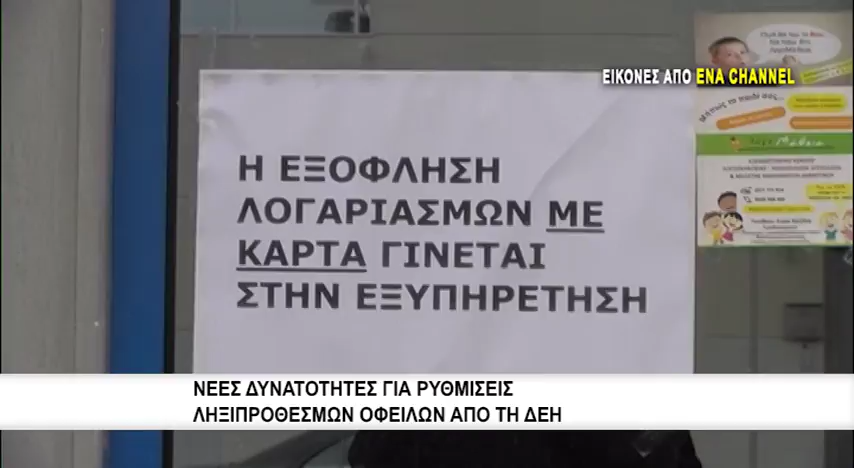 ΕΙΚΟΝΕΣ ΑΠΟ ENA CHANNEL
Η ΕΞΟΦΛΗΣΗ
ΛΟΓΑΡΙΑΣΜΩΝ ΜΕ
ΚΑΡΤΑ ΓΙΝΕΤΑΙ
ΣΤΗΝ ΕΞΥΠΗΡΕΤΗΣΗ
ΝΕΕΣ ΔΥΝΑΤΟΤΗΤΕΣ ΓΙΑ ΡΥΘΜΙΣΕΙΣ
ΛΗΞΙΠΡΟΘΕΣΜΩΝ ΟΦΕΙΛΩΝ ΑΠΟ ΤΗ ΔΕΗ